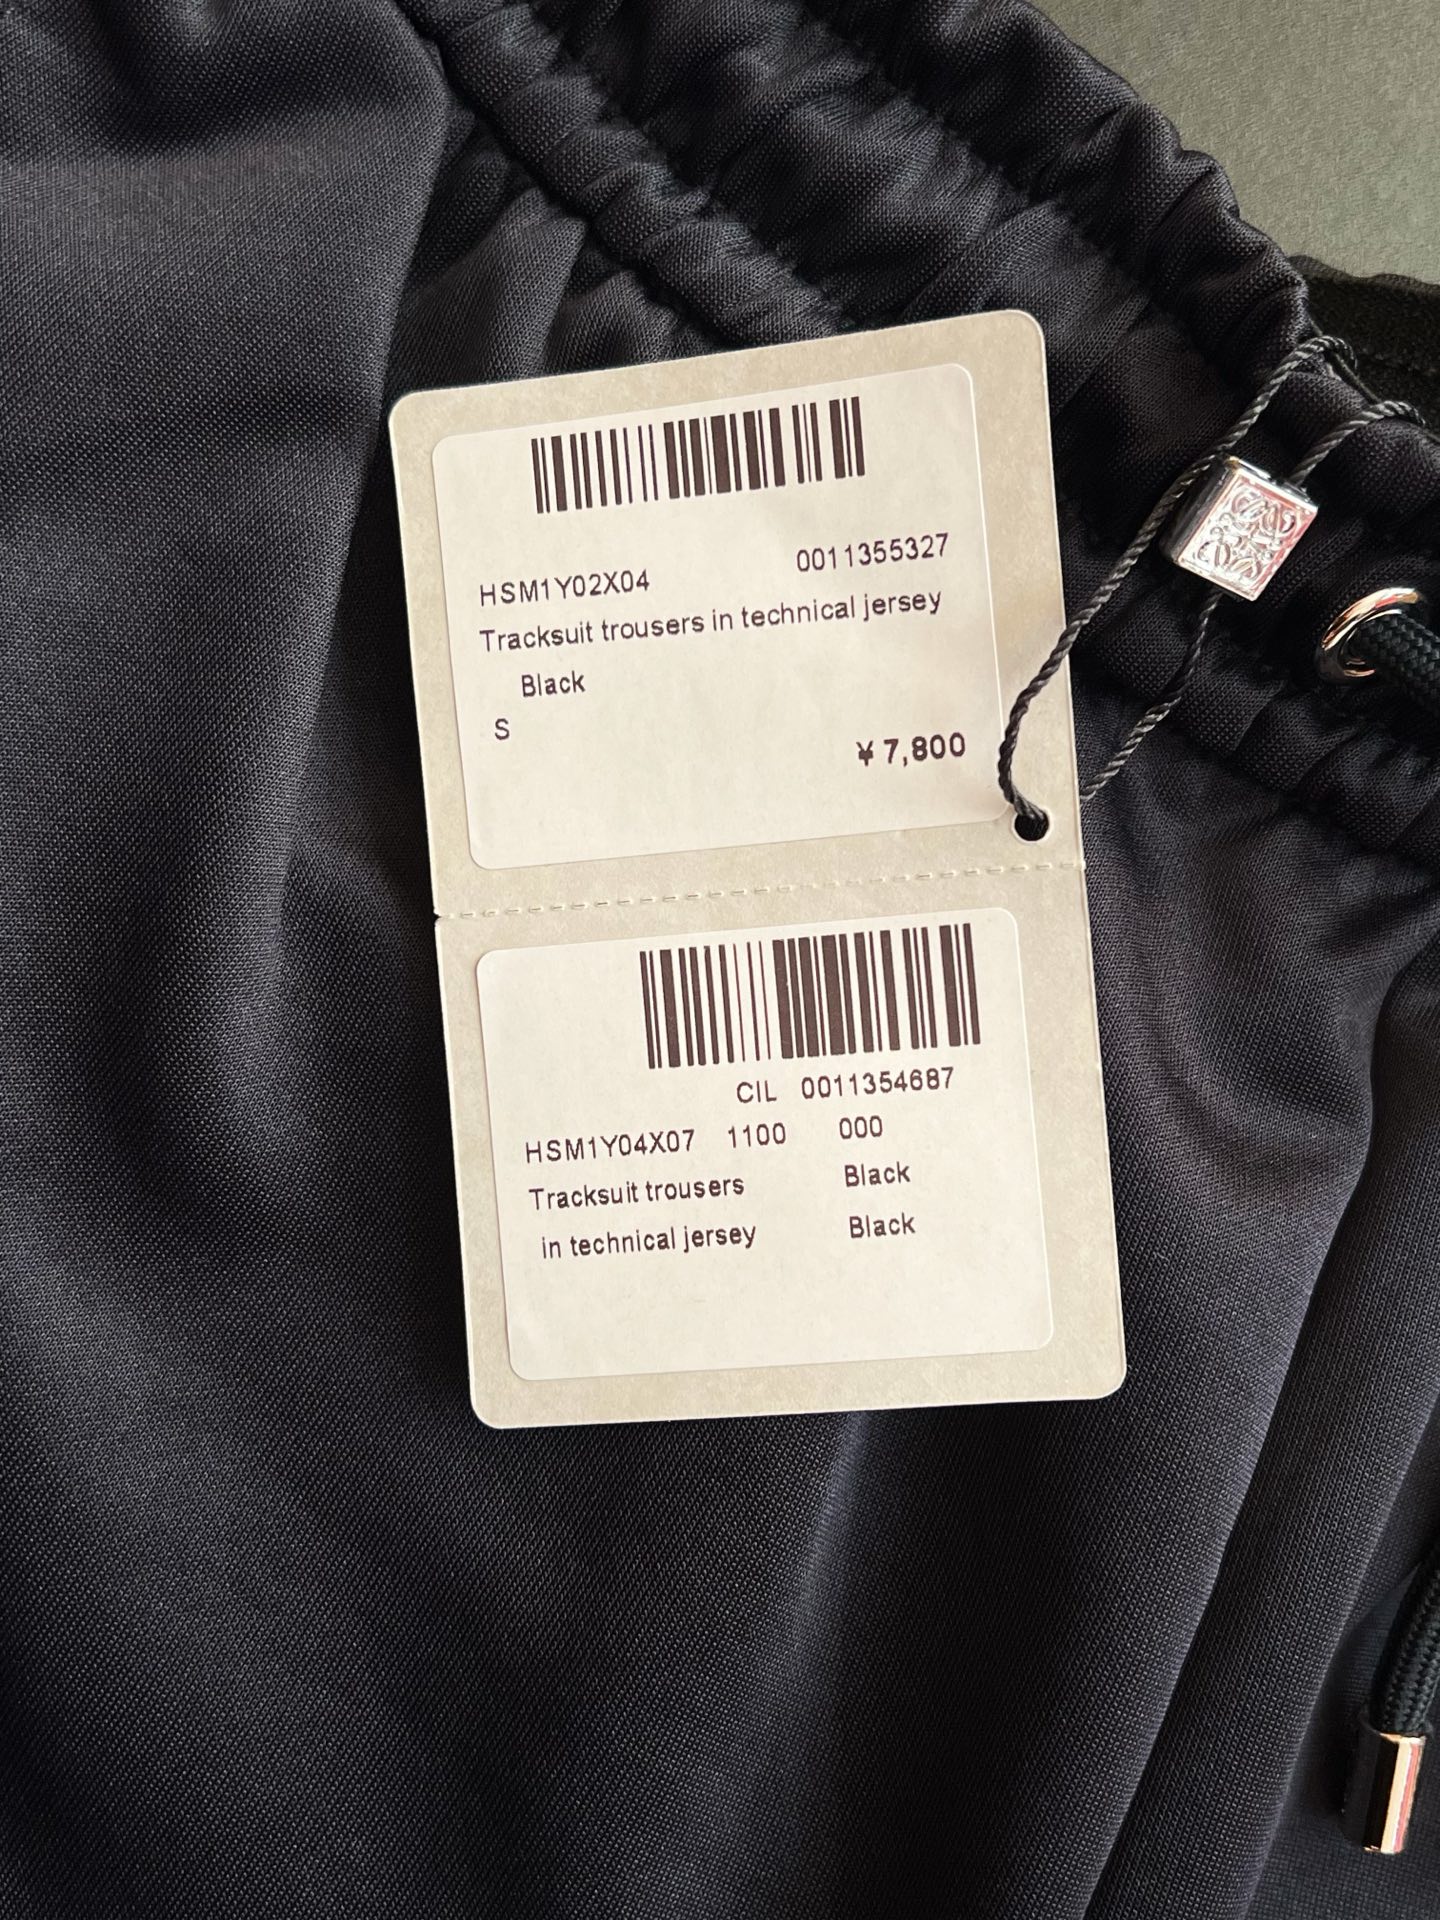 HSM1Y02X04 0011355327
Tracksuit trousers in technical jersey
Black
S
¥ 7,800
CIL 0011354687
HSM1Y04X07 1100 000
Tracksuit trousers Black
in technical jersey Black